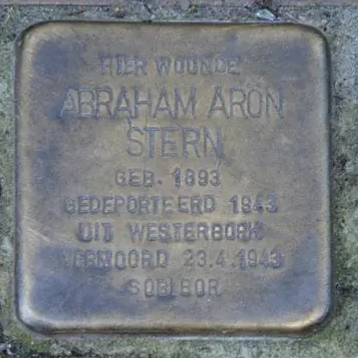 HIER WOONDE
ABRAHAM ARON
STERN
GEB. 1893
GEDEPORTEERD 1943
UIT WESTERBORK
VERMOORD 23.4.1943
SOBIBOR